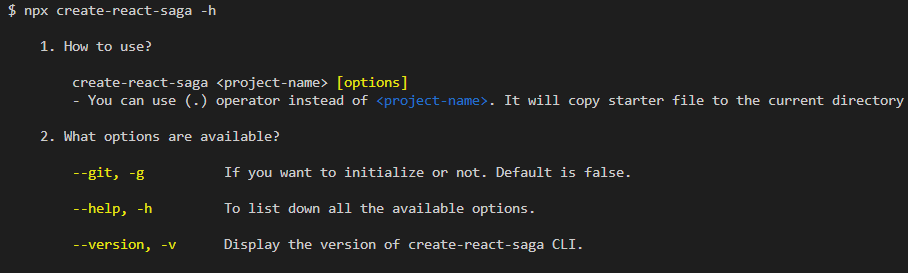 $ npx create-react-saga -h
1. How to use?
create-react-saga <project-name> [options]
- You can use (.) operator instead of <project-name>. It will copy starter file to the current directory
2. What options are available?
--git, -g If you want to initialize or not. Default is false.
--help, -h To list down all the available options.
--version, -v Display the version of create-react-saga CLI.